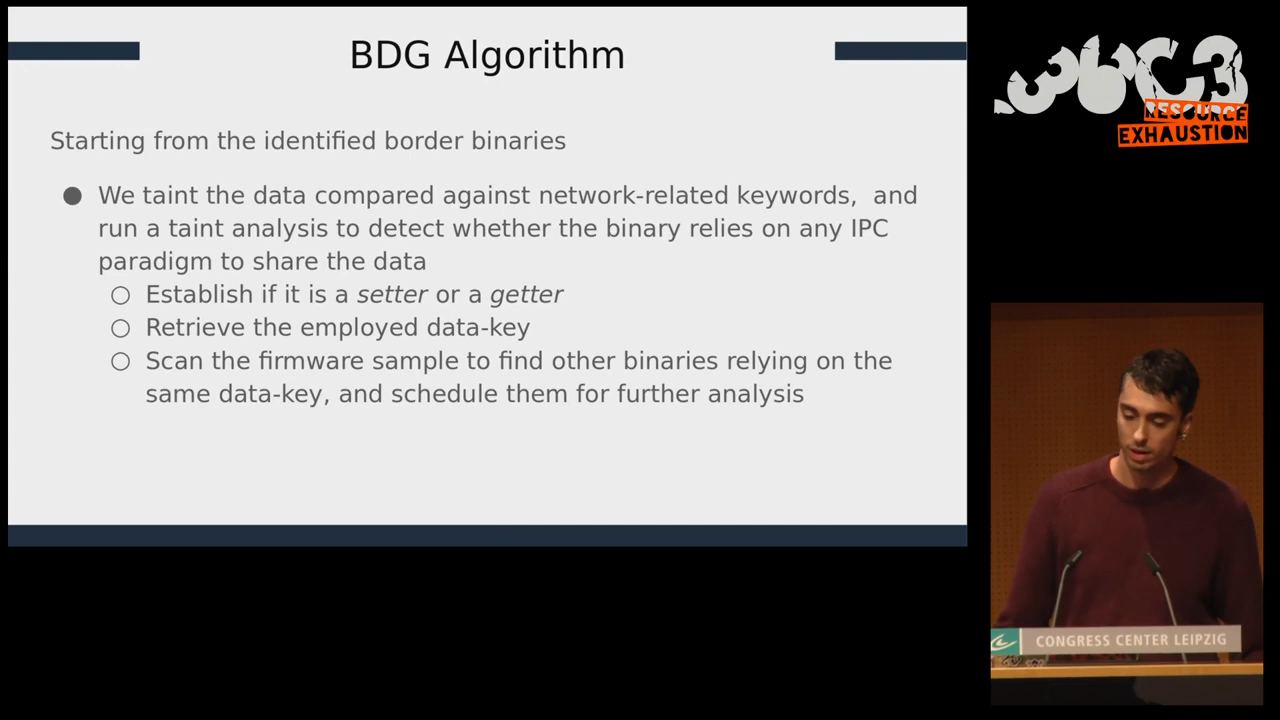 BDG Algorithm
Starting from the identified border binaries
● We taint the data compared against network-related keywords,  and
run a taint analysis to detect whether the binary relies on any IPC
paradigm to share the data
○ Establish if it is a setter or a getter
○ Retrieve the employed data-key
○ Scan the firmware sample to find other binaries relying on the
same data-key, and schedule them for further analysis
36C3
RESOURCE
EXHAUSTION
CONGRESS CENTER LEIPZIG